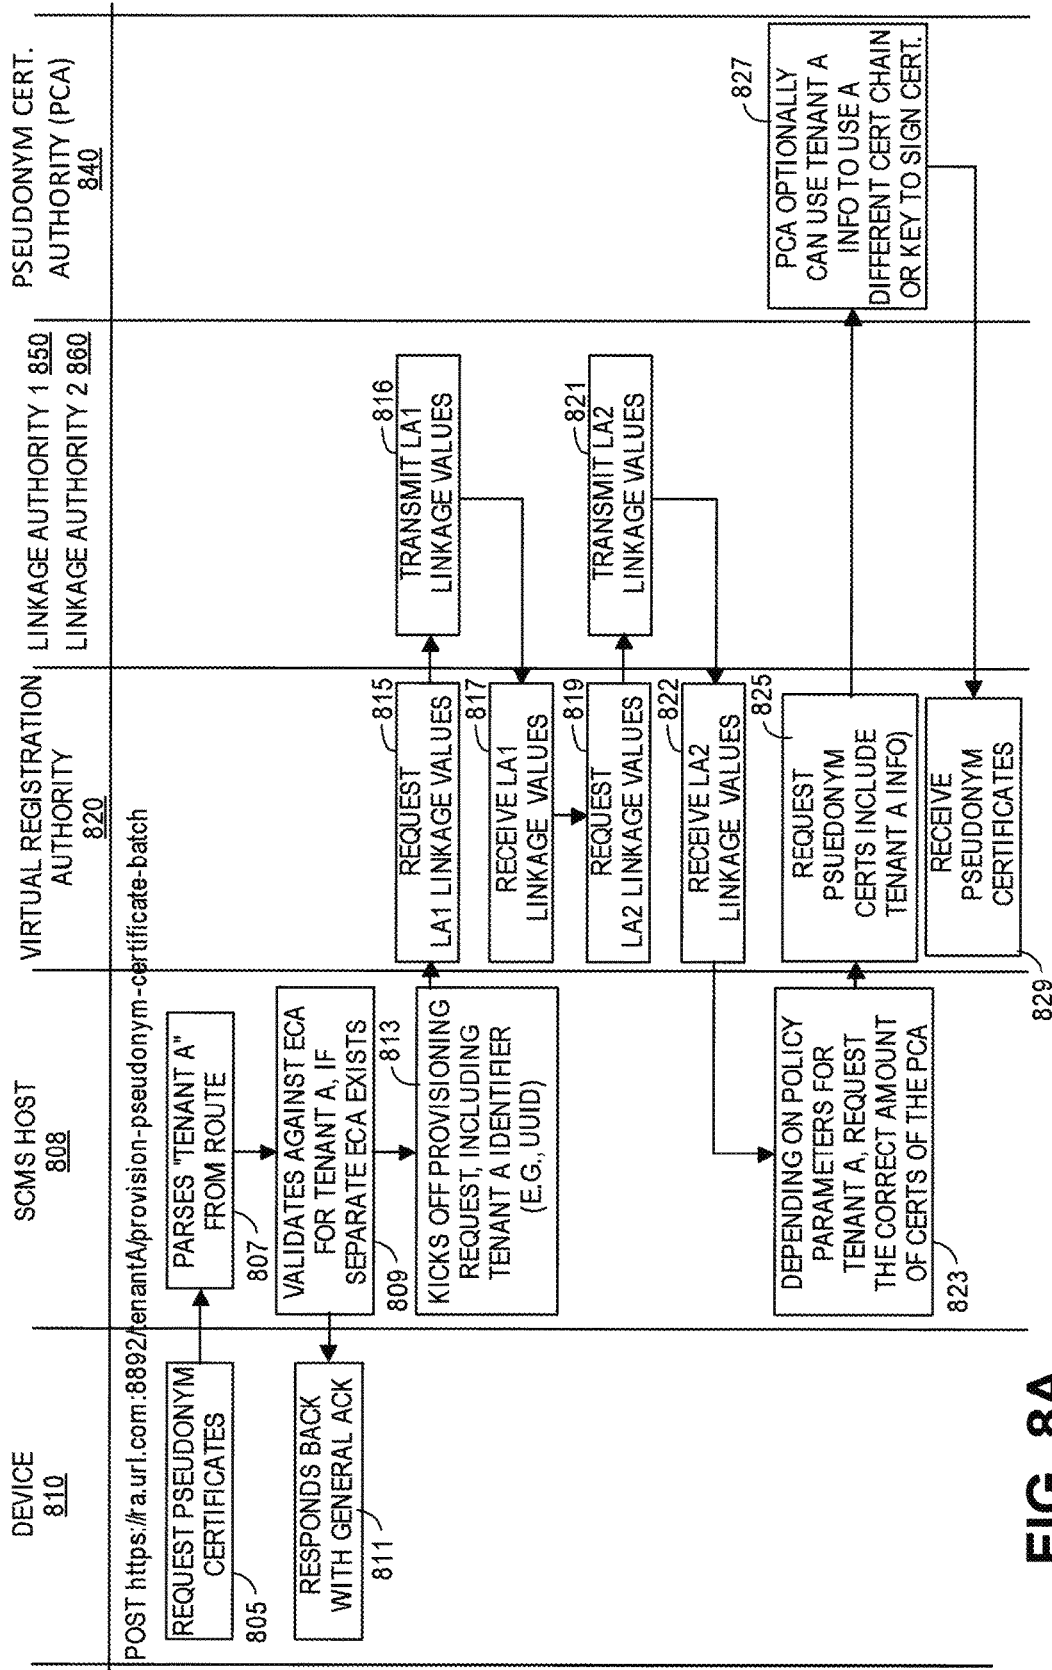 DEVICE
810
SCMS HOST
808
VIRTUAL REGISTRATION
AUTHORITY
820
LINKAGE AUTHORITY 1 850
LINKAGE AUTHORITY 2 860
PSEUDONYM CERT.
AUTHORITY (PCA)
840
POST https://ra.url.com:8892/tenantA/provision-pseudonym-certificate-batch
REQUEST PSEUDONYM
CERTIFICATES
805
PARSES "TENANT A"
FROM ROUTE
807
VALIDATES AGAINST ECA
FOR TENANT A, IF
SEPARATE ECA EXISTS
809
RESPONDS BACK
WITH GENERAL ACK
811
KICKS OFF PROVISIONING
REQUEST, INCLUDING
TENANT A IDENTIFIER
(E.G., UUID)
813
REQUEST
LA1 LINKAGE VALUES
815
TRANSMIT LA1
LINKAGE VALUES
816
RECEIVE LA1
LINKAGE VALUES
817
REQUEST
LA2 LINKAGE VALUES
819
TRANSMIT LA2
LINKAGE VALUES
821
RECEIVE LA2
LINKAGE VALUES
822
DEPENDING ON POLICY
PARAMETERS FOR
TENANT A, REQUEST
THE CORRECT AMOUNT
OF CERTS OF THE PCA
823
REQUEST
PSUEDONYM
CERTS INCLUDE
TENANT A INFO)
825
PCA OPTIONALLY
CAN USE TENANT A
INFO TO USE A
DIFFERENT CERT CHAIN
OR KEY TO SIGN CERT.
827
RECEIVE
PSEUDONYM
CERTIFICATES
829
FIG. 8A